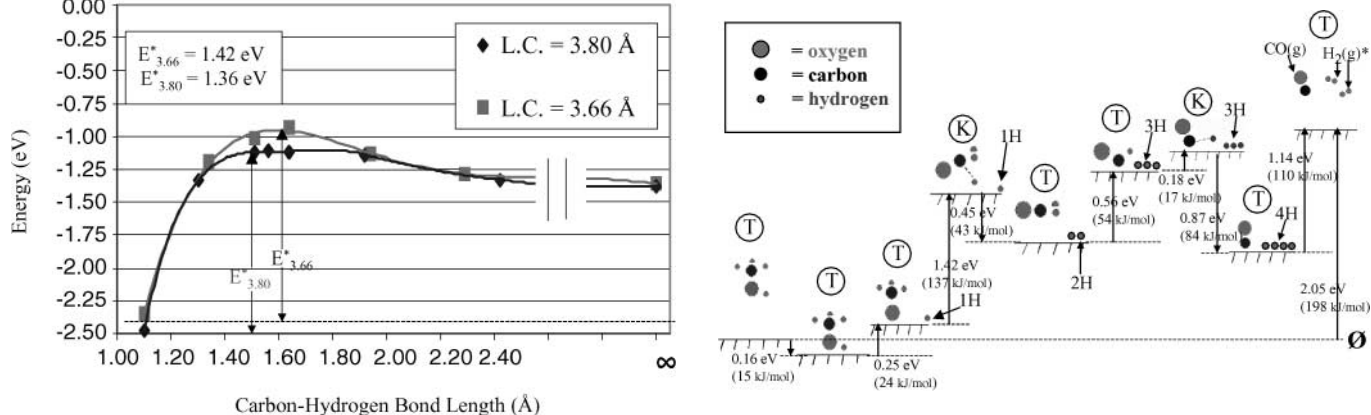 0.00
-0.25
-0.50
-0.75
-1.00
-1.25
-1.50
-1.75
-2.00
-2.25
-2.50
Energy (eV)
E*3.66 = 1.42 eV
E*3.80 = 1.36 eV
L.C. = 3.80 Å
L.C. = 3.66 Å
E*3.80
E*3.66
1.00 1.20 1.40 1.60 1.80 2.00 2.20 2.40 ∞
Carbon-Hydrogen Bond Length (Å)
= oxygen
= carbon
= hydrogen
T
T
T
K
T
T
K
T
T
0.16 eV
(15 kJ/mol)
0.25 eV
(24 kJ/mol)
1H
1.42 eV
(137 kJ/mol)
1H
0.45 eV
(43 kJ/mol)
2H
0.56 eV
(54 kJ/mol)
3H
0.18 eV
(17 kJ/mol)
3H
0.87 eV
(84 kJ/mol)
4H
1.14 eV
(110 kJ/mol)
CO(g)
H2(g)*
2.05 eV
(198 kJ/mol)
Ø